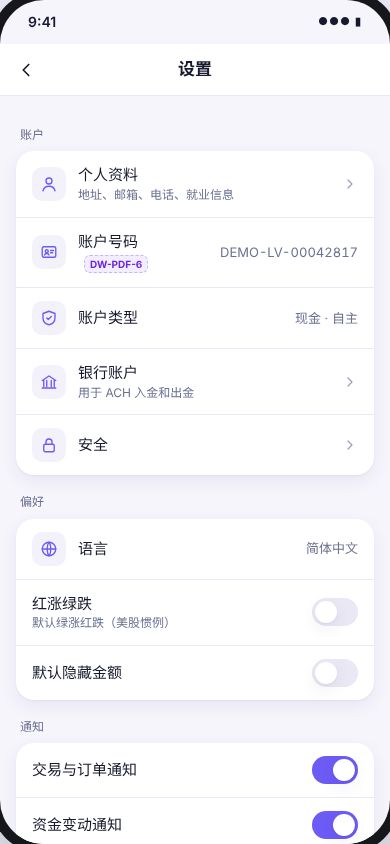 9:41
设置
账户
个人资料
地址、邮箱、电话、就业信息
账户号码
DW-PDF-6
DEMO-LV-00042817
账户类型
现金 · 自主
银行账户
用于 ACH 入金和出金
安全
偏好
语言
简体中文
红涨绿跌
默认绿涨红跌（美股惯例）
默认隐藏金额
通知
交易与订单通知
资金变动通知